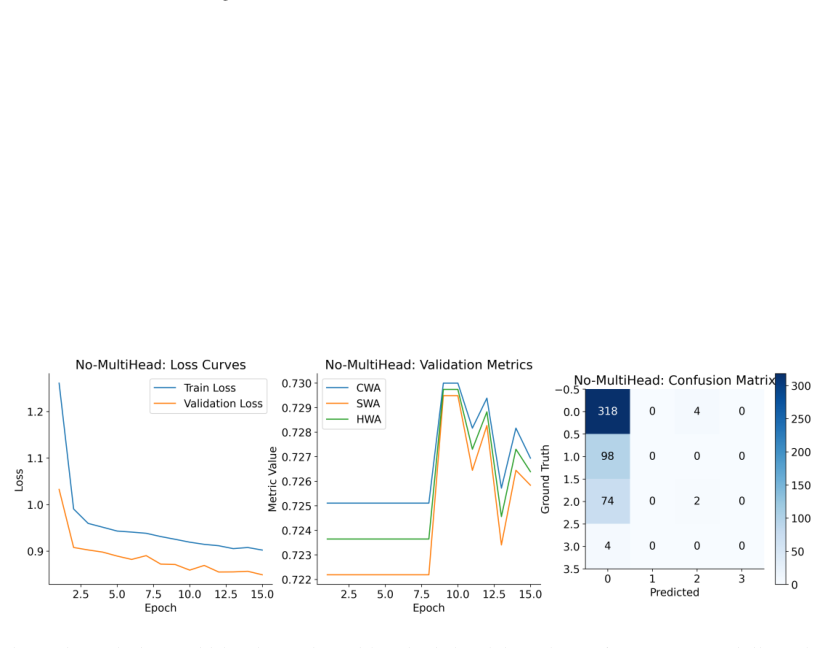 No-MultiHead: Loss Curves
Train Loss
Validation Loss
1.2
1.1
1.0
0.9
Loss
2.5 5.0 7.5 10.0 12.5 15.0
Epoch
No-MultiHead: Validation Metrics
CWA
SWA
HWA
0.730
0.729
0.728
0.727
0.726
0.725
0.724
0.723
0.722
Metric Value
2.5 5.0 7.5 10.0 12.5 15.0
Epoch
No-MultiHead: Confusion Matrix
−0.5
0.0
0.5
1.0
1.5
2.0
2.5
3.0
3.5
Ground Truth
318 0 4 0
98 0 0 0
74 0 2 0
4 0 0 0
0 1 2 3
Predicted
300
250
200
150
100
50
0